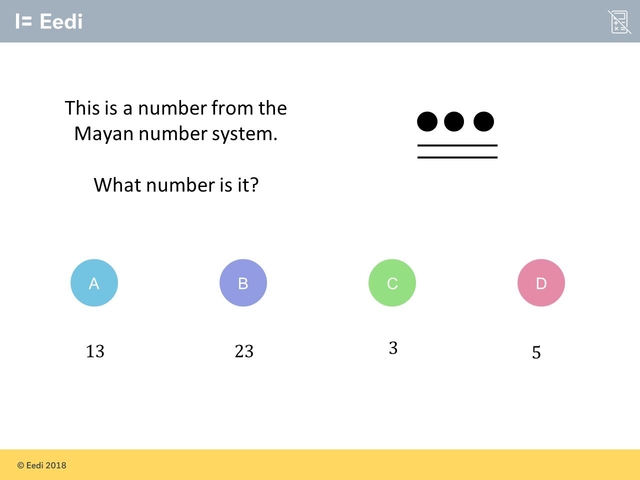 Eedi
This is a number from the
Mayan number system.
What number is it?
A
B
C
D
13
23
3
5
© Eedi 2018